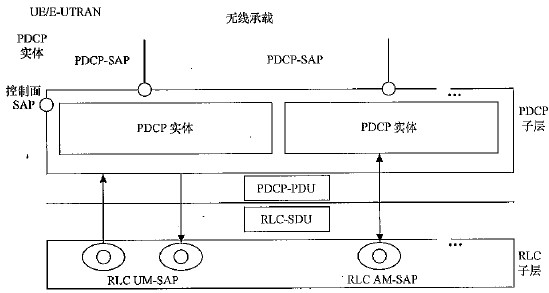 UE/E-UTRAN
无线承载
PDCP
实体
PDCP-SAP
PDCP-SAP
控制面
SAP
...
PDCP 实体
PDCP 实体
PDCP
子层
PDCP-PDU
RLC-SDU
...
RLC UM-SAP
RLC AM-SAP
RLC
子层